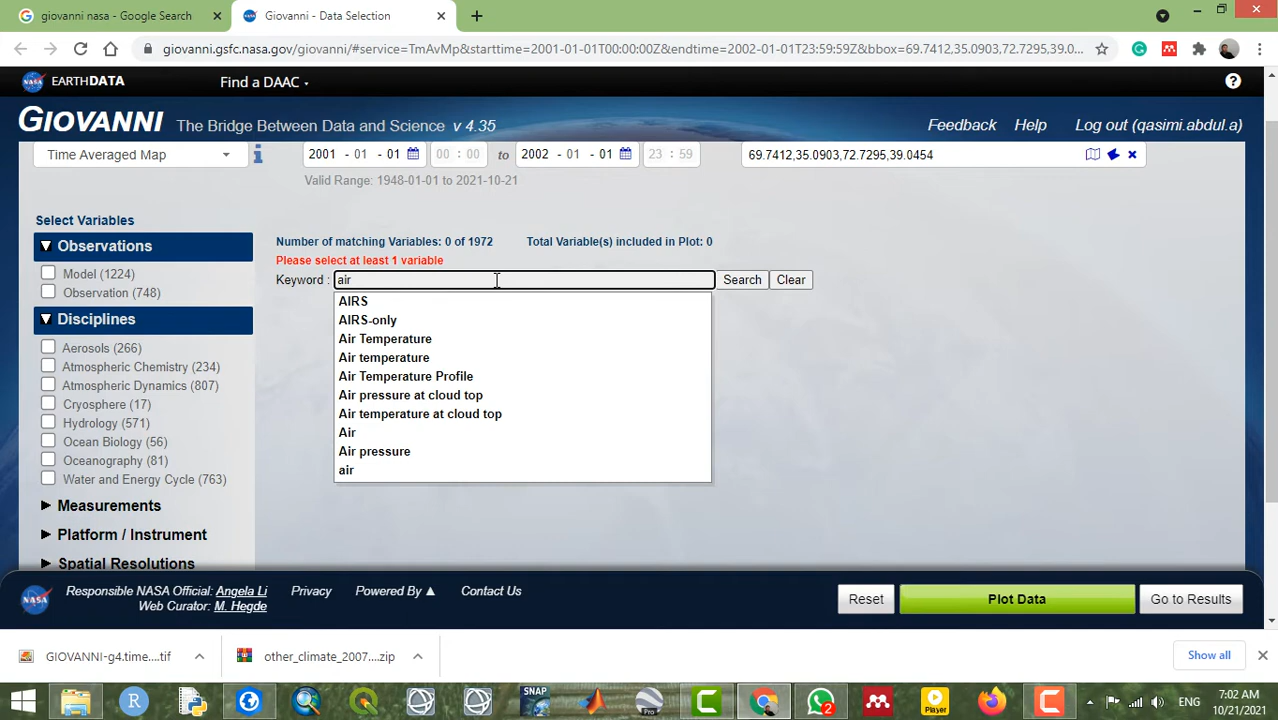 giovanni nasa - Google Search
Giovanni - Data Selection
giovanni.gsfc.nasa.gov/giovanni/#service=TmAvMp&starttime=2001-01-01T00:00:00Z&endtime=2002-01-01T23:59:59Z&bbox=69.7412,35.0903,72.7295,39.0...
EARTHDATA Find a DAAC
GIOVANNI The Bridge Between Data and Science v 4.35 Feedback Help Log out (qasimi.abdul.a)
Time Averaged Map 2001 - 01 - 01 00 : 00 to 2002 - 01 - 01 23 : 59 69.7412,35.0903,72.7295,39.0454
Valid Range: 1948-01-01 to 2021-10-21
Select Variables
Observations
Model (1224)
Observation (748)
Disciplines
Aerosols (266)
Atmospheric Chemistry (234)
Atmospheric Dynamics (807)
Cryosphere (17)
Hydrology (571)
Ocean Biology (56)
Oceanography (81)
Water and Energy Cycle (763)
Measurements
Platform / Instrument
Spatial Resolutions
Number of matching Variables: 0 of 1972 Total Variable(s) included in Plot: 0
Please select at least 1 variable
Keyword : air Search Clear
AIRS
AIRS-only
Air Temperature
Air temperature
Air Temperature Profile
Air pressure at cloud top
Air temperature at cloud top
Air
Air pressure
air
Responsible NASA Official: Angela Li Privacy Powered By Contact Us
Web Curator: M. Hegde
Reset Plot Data Go to Results
GIOVANNI-g4.time....tif other_climate_2007....zip Show all
SNAP Pro 2 Player ENG 7:02 AM
10/21/2021